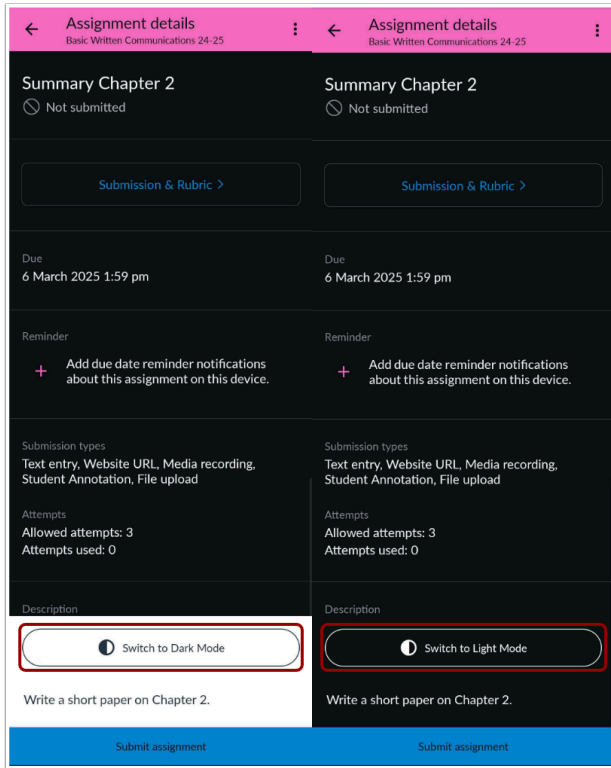 Assignment details
Basic Written Communications 24-25
Summary Chapter 2
Not submitted
Submission & Rubric >
Due
6 March 2025 1:59 pm
Reminder
Add due date reminder notifications
about this assignment on this device.
Submission types
Text entry, Website URL, Media recording,
Student Annotation, File upload
Attempts
Allowed attempts: 3
Attempts used: 0
Description
Switch to Dark Mode
Write a short paper on Chapter 2.
Submit assignment
Assignment details
Basic Written Communications 24-25
Summary Chapter 2
Not submitted
Submission & Rubric >
Due
6 March 2025 1:59 pm
Reminder
Add due date reminder notifications
about this assignment on this device.
Submission types
Text entry, Website URL, Media recording,
Student Annotation, File upload
Attempts
Allowed attempts: 3
Attempts used: 0
Description
Switch to Light Mode
Write a short paper on Chapter 2.
Submit assignment